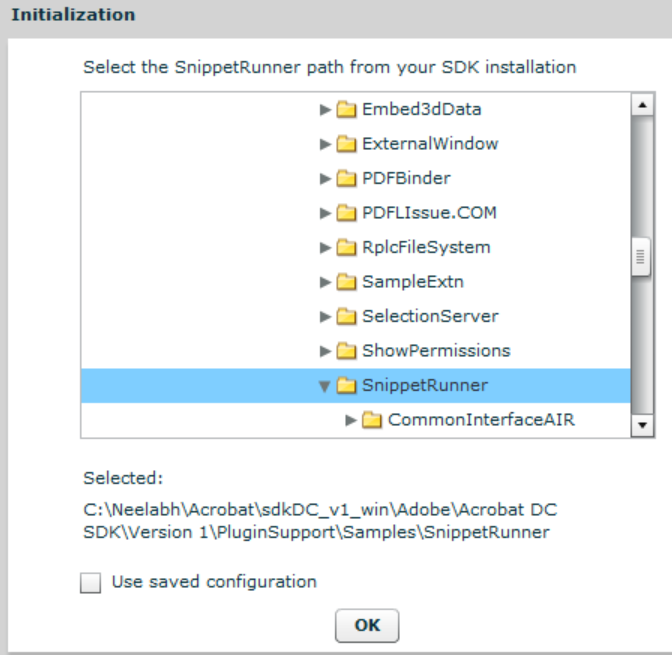 Initialization
Select the SnippetRunner path from your SDK installation
Embed3dData
ExternalWindow
PDFBinder
PDFLIssue.COM
RplcFileSystem
SampleExtn
SelectionServer
ShowPermissions
SnippetRunner
CommonInterfaceAIR
Selected:
C:\Neelabh\Acrobat\sdkDC_v1_win\Adobe\Acrobat DC
SDK\Version 1\PluginSupport\Samples\SnippetRunner
Use saved configuration
OK